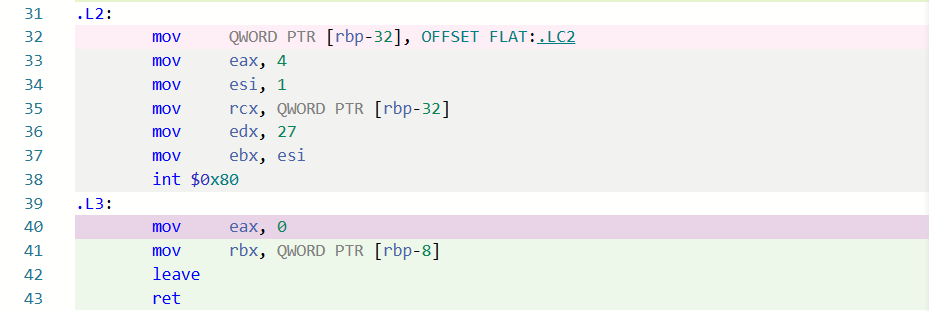 31 .L2:
32 mov QWORD PTR [rbp-32], OFFSET FLAT:.LC2
33 mov eax, 4
34 mov esi, 1
35 mov rcx, QWORD PTR [rbp-32]
36 mov edx, 27
37 mov ebx, esi
38 int $0x80
39 .L3:
40 mov eax, 0
41 mov rbx, QWORD PTR [rbp-8]
42 leave
43 ret